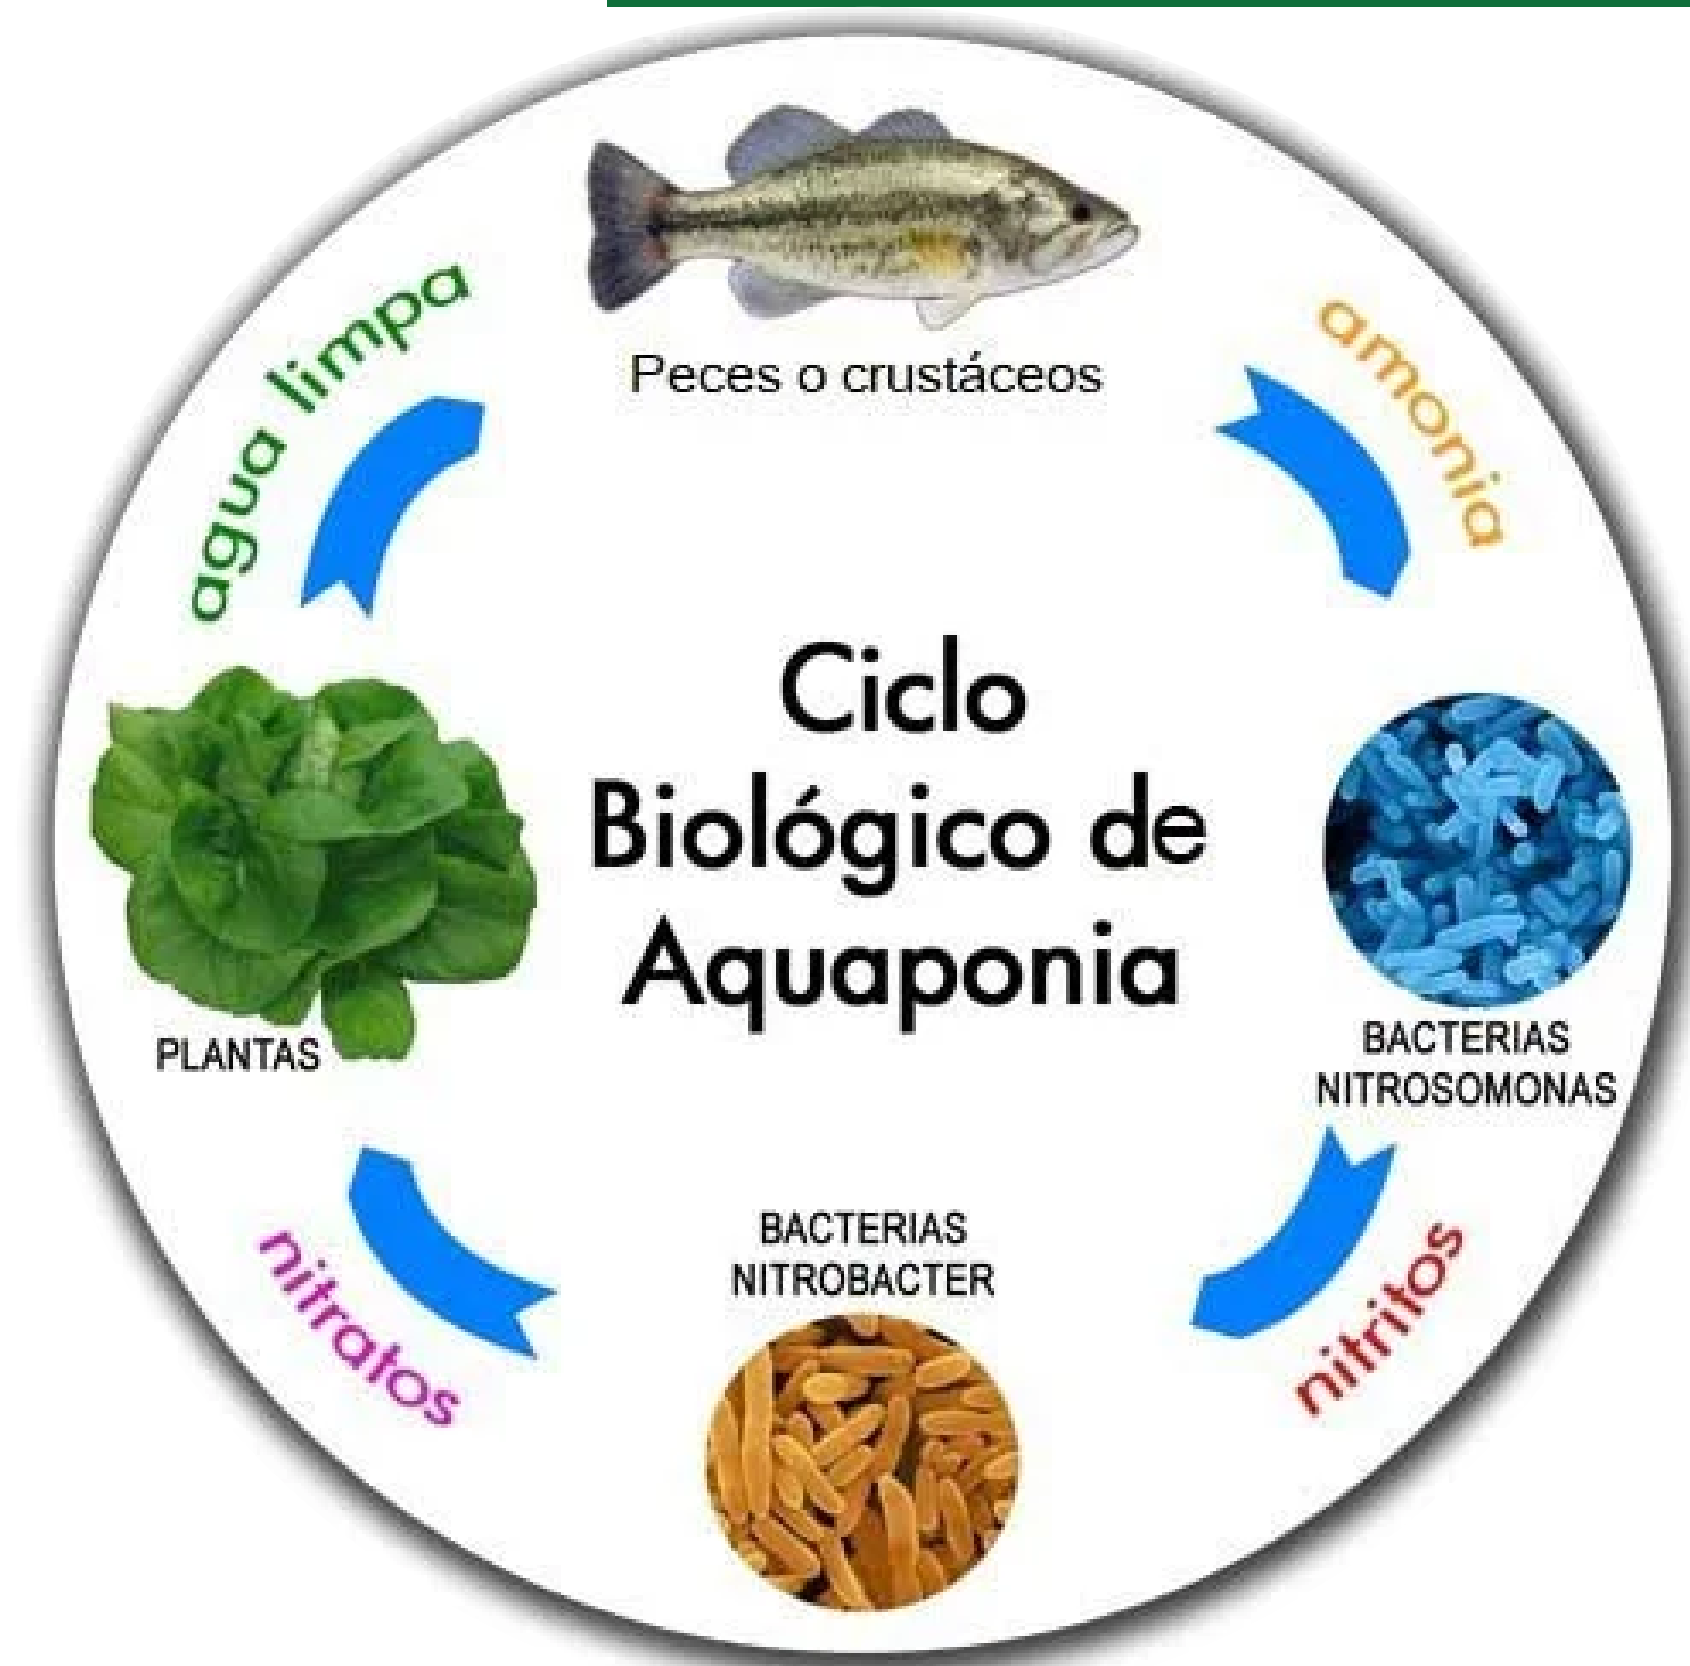 Peces o crustáceos
amonia
BACTERIAS
NITROSOMONAS
nitritos
BACTERIAS
NITROBACTER
nitratos
PLANTAS
agua limpa
Ciclo
Biológico de
Aquaponia